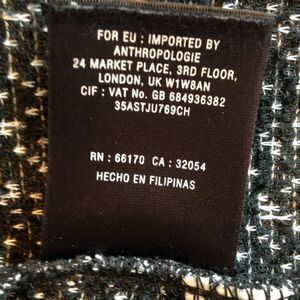 FOR EU : IMPORTED BY
ANTHROPOLOGIE
24 MARKET PLACE, 3RD FLOOR,
LONDON, UK W1W8AN
CIF : VAT No. GB 684936382
35ASTJU769CH
RN : 66170 CA : 32054
HECHO EN FILIPINAS